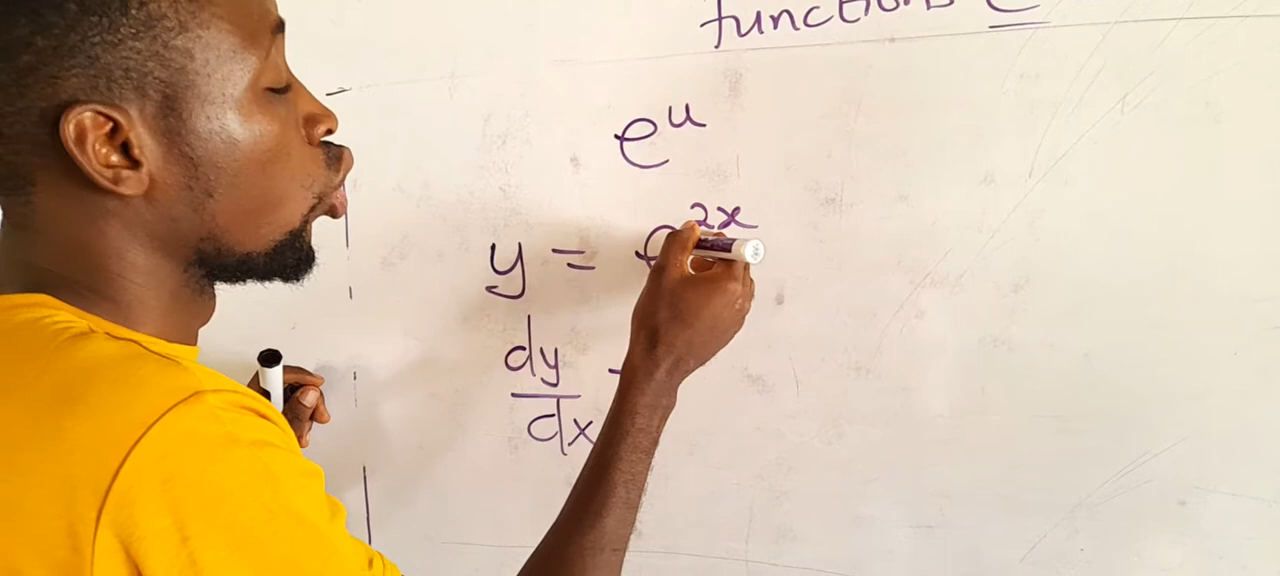 functions e
e^u
y = e^2x
dy
dx